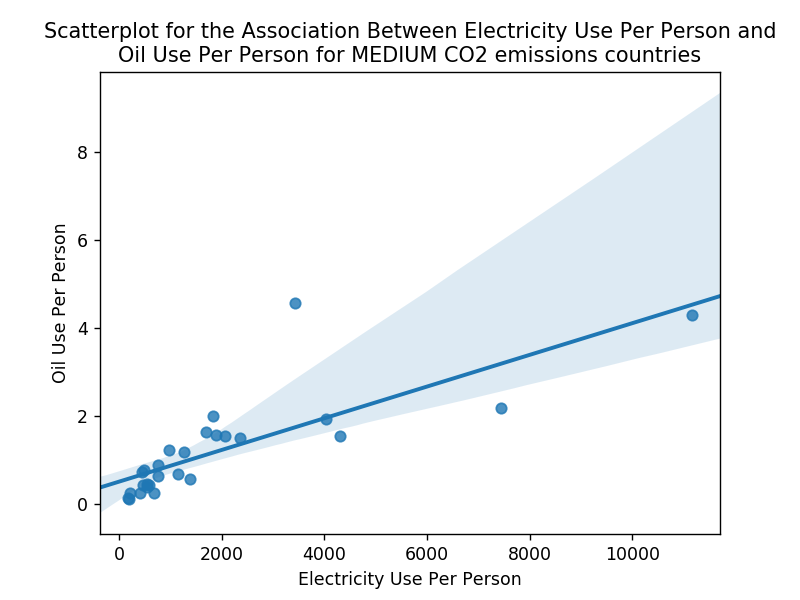 Scatterplot for the Association Between Electricity Use Per Person and
Oil Use Per Person for MEDIUM CO2 emissions countries
8
6
4
2
0
Oil Use Per Person
0 2000 4000 6000 8000 10000
Electricity Use Per Person